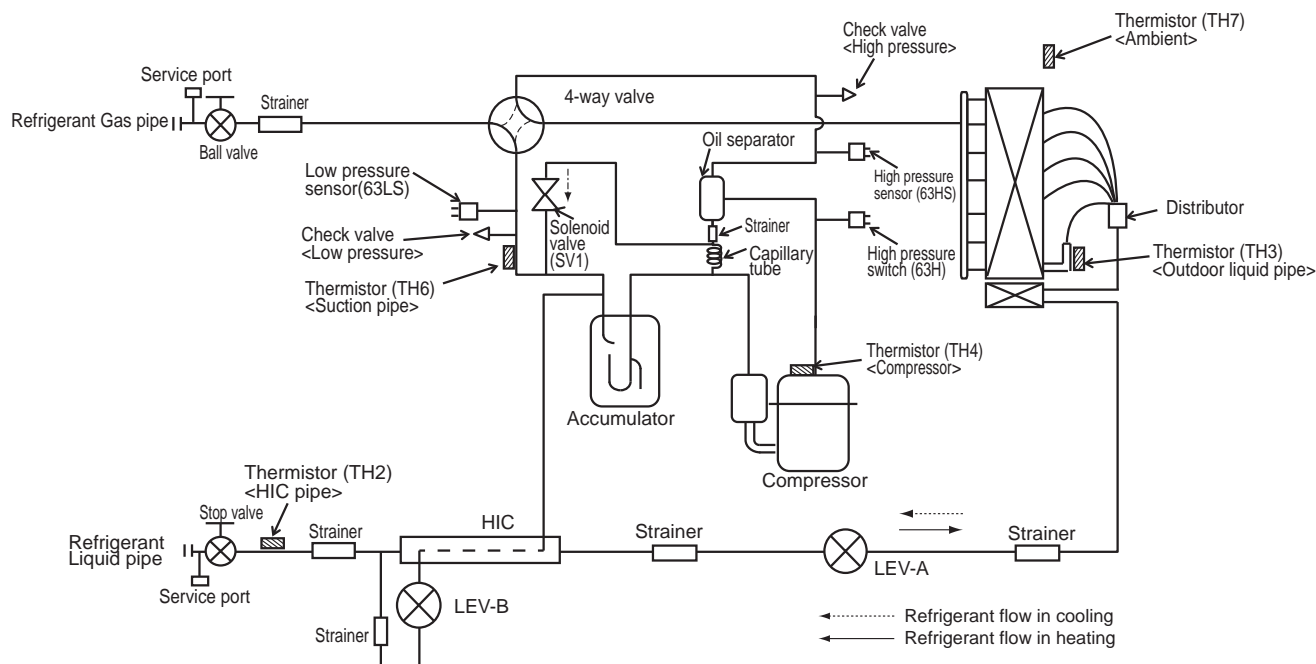 Thermistor (TH7)
<Ambient>
Check valve
<High pressure>
Service port
Strainer
4-way valve
Refrigerant Gas pipe
Ball valve
Oil separator
Low pressure
sensor(63LS)
High pressure
sensor (63HS)
Distributor
Solenoid
valve
(SV1)
Strainer
Check valve
<Low pressure>
Capillary
tube
High pressure
switch (63H)
Thermistor (TH3)
<Outdoor liquid pipe>
Thermistor (TH6)
<Suction pipe>
Thermistor (TH4)
<Compressor>
Accumulator
Compressor
Thermistor (TH2)
<HIC pipe>
Stop valve
Strainer
HIC
Strainer
Strainer
Refrigerant
Liquid pipe
LEV-A
Service port
LEV-B
Refrigerant flow in cooling
Strainer
Refrigerant flow in heating